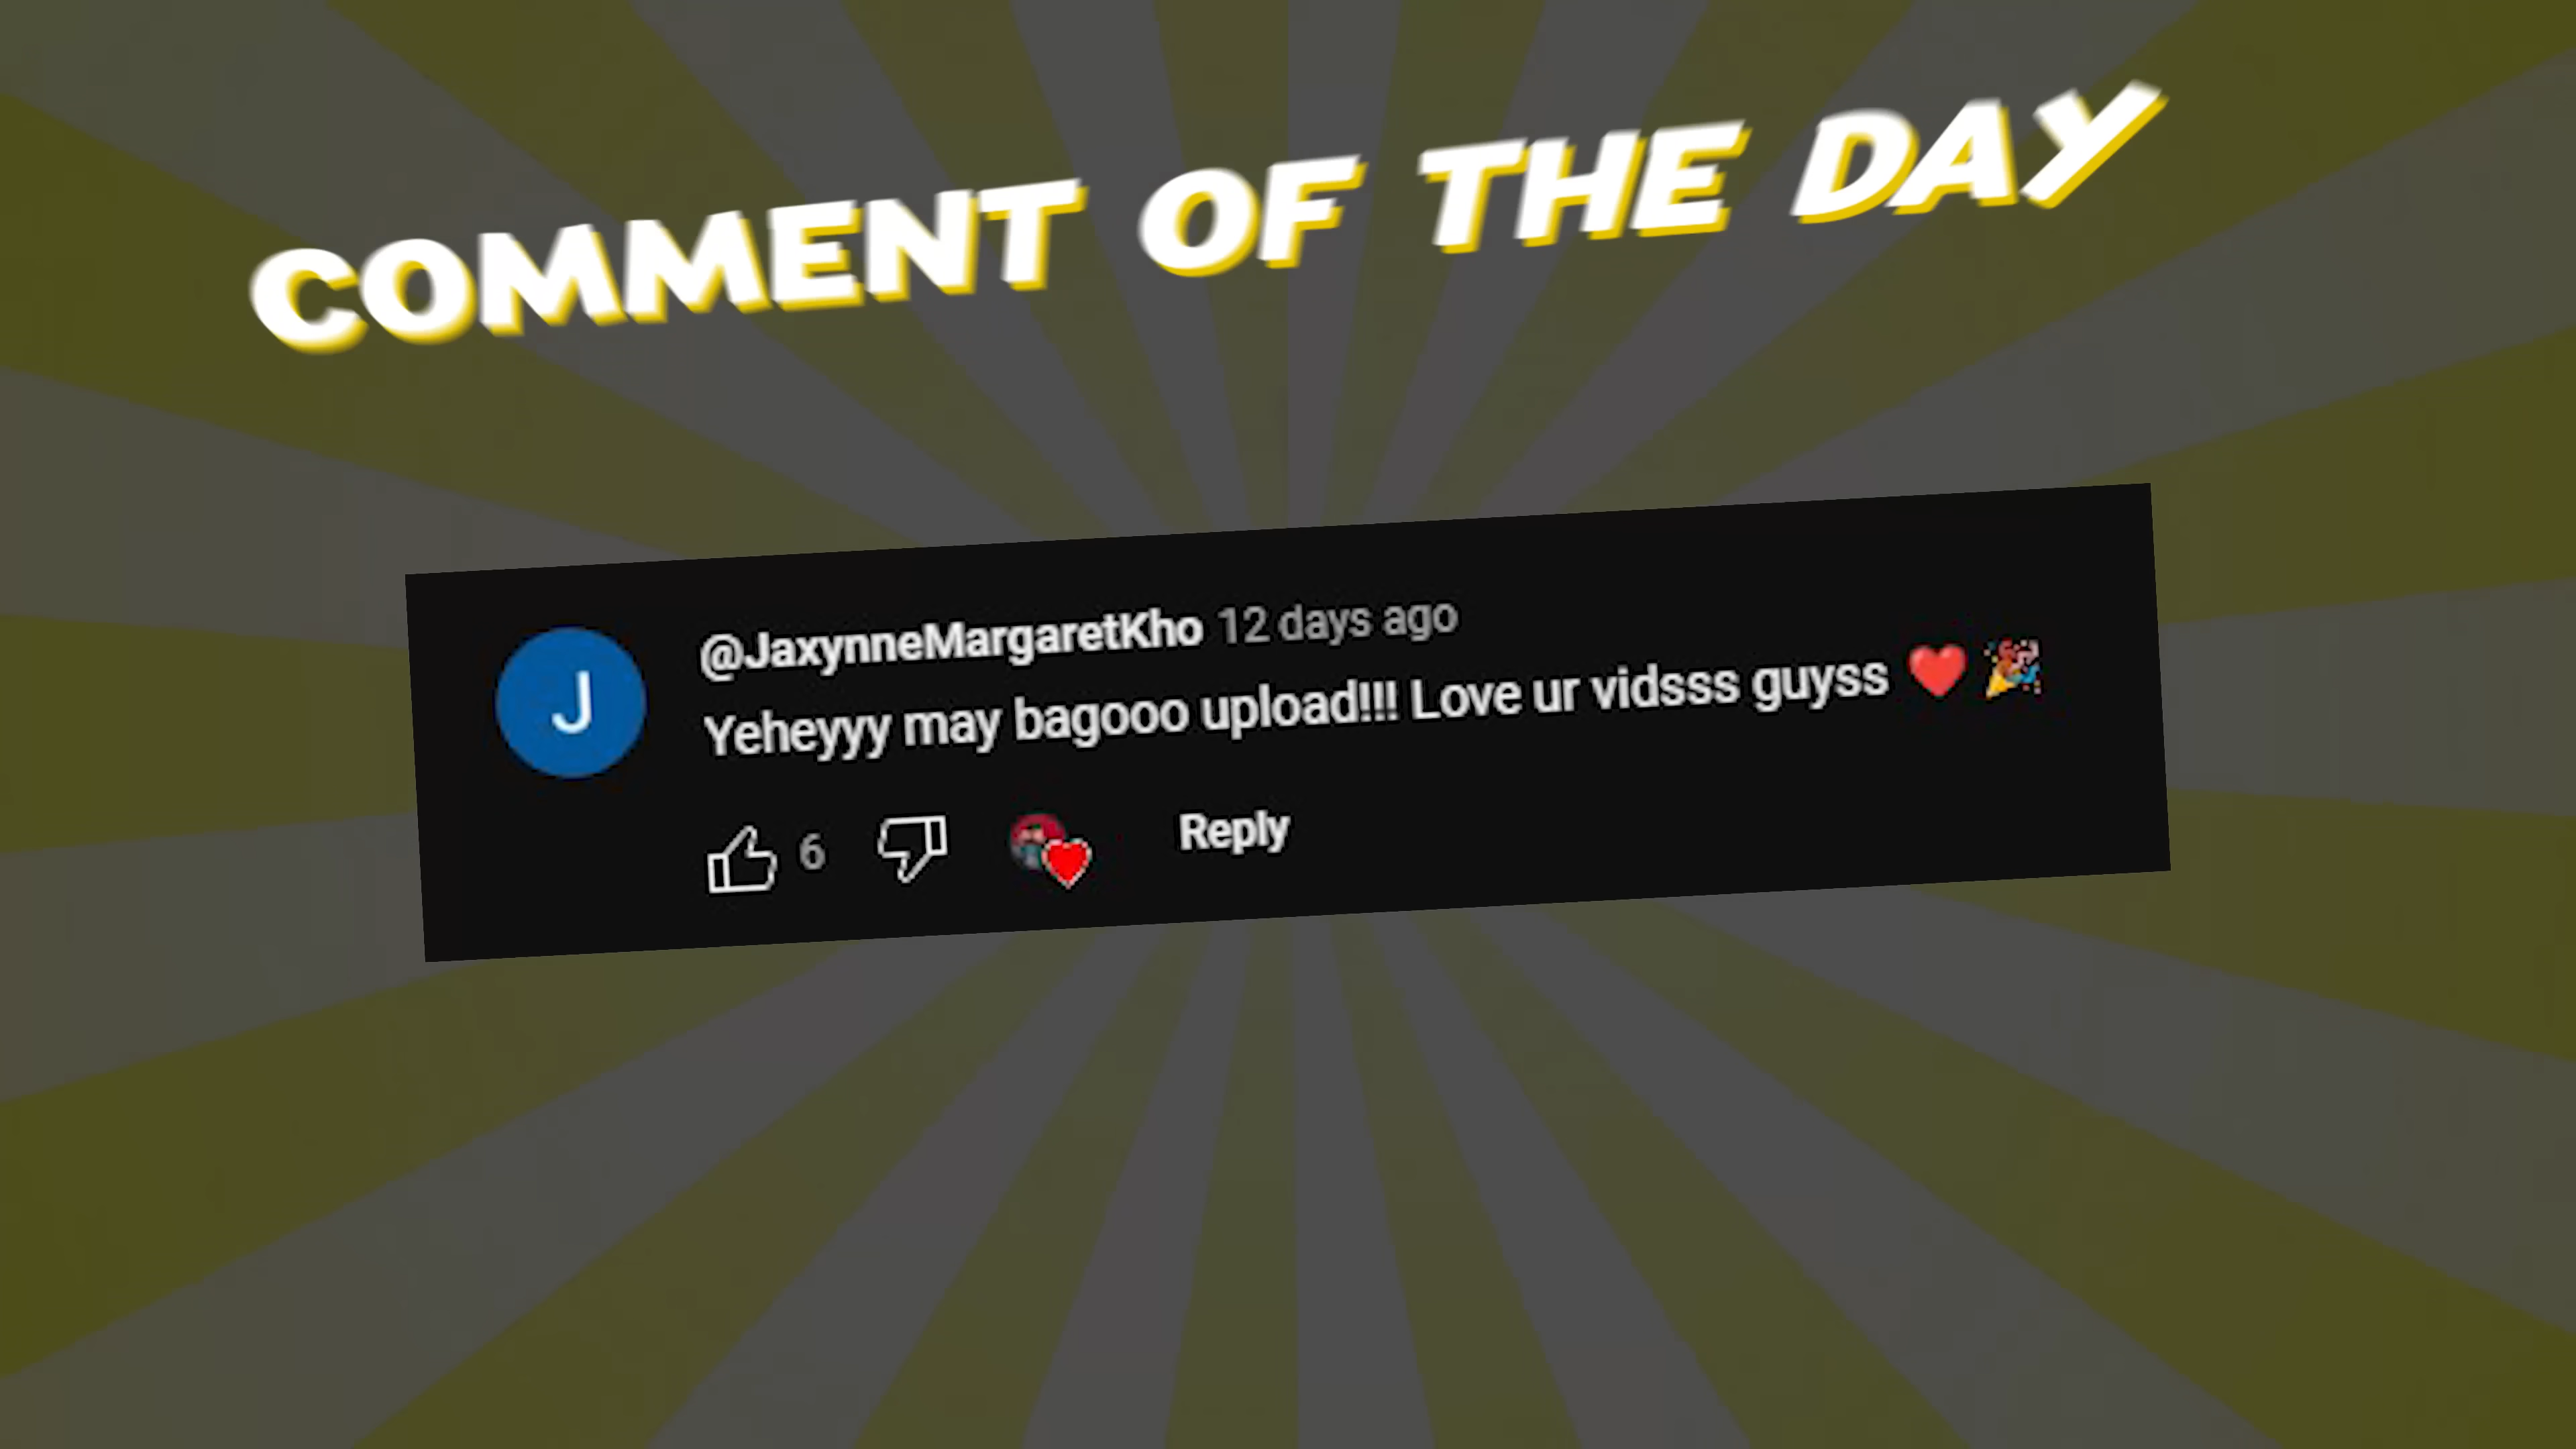 COMMENT OF THE DAY
J
@JaxynneMargaretKho 12 days ago
Yeheyyy may bagooo upload!!! Love ur vidsss guyss ❤️ 🎉
6
Reply